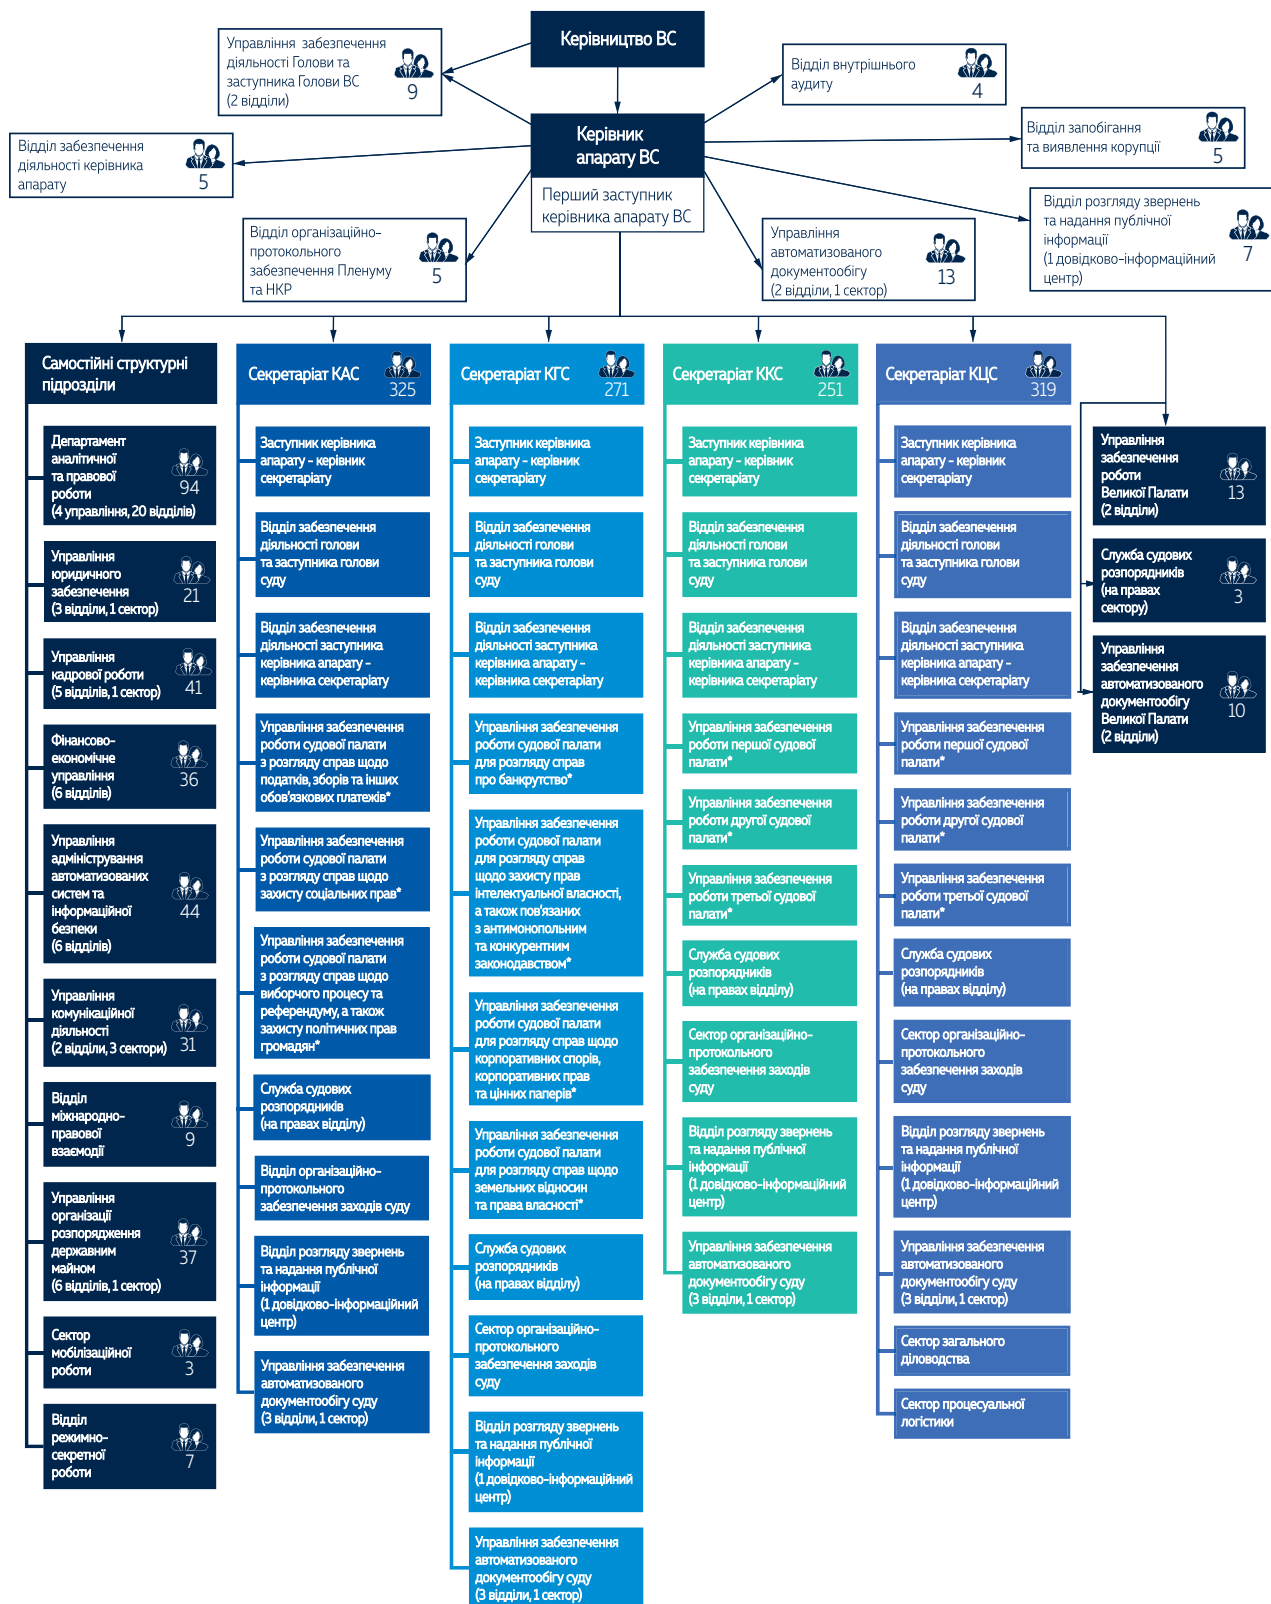 Керівництво ВС
Управління забезпечення
діяльності Голови та
заступника Голови ВС
(2 відділи)
9
Відділ внутрішнього
аудиту
4
Керівник
апарату ВС
Перший заступник
керівника апарату ВС
Відділ запобігання
та виявлення корупції
5
Відділ забезпечення
діяльності керівника
апарату
5
Відділ розгляду звернень
та надання публічної
інформації
(1 довідково-інформаційний
центр)
7
Відділ організаційно-
протокольного
забезпечення Пленуму
та НКР
5
Управління
автоматизованого
документообігу
(2 відділи, 1 сектор)
13
Самостійні структурні
підрозділи
Департамент
аналітичної
та правової
роботи
(4 управління, 20 відділів)
94
Управління
юридичного
забезпечення
(3 відділи, 1 сектор)
21
Управління
кадрової роботи
(5 відділів, 1 сектор)
41
Фінансово-
економічне
управління
(6 відділів)
36
Управління
адміністрування
автоматизованих
систем та
інформаційної
безпеки
(6 відділів)
44
Управління
комунікаційної
діяльності
(2 відділи, 3 сектори)
31
Відділ
міжнародно-
правової
взаємодії
9
Управління
організації
розпорядження
державним
майном
(6 відділів, 1 сектор)
37
Сектор
мобілізаційної
роботи
3
Відділ
режимно-
секретної
роботи
7
Секретаріат КАС
325
Заступник керівника
апарату – керівник
секретаріату
Відділ забезпечення
діяльності голови
та заступника голови
суду
Відділ забезпечення
діяльності заступника
керівника апарату –
керівника секретаріату
Управління забезпечення
роботи судової палати
з розгляду справ щодо
податків, зборів та інших
обов'язкових платежів*
Управління забезпечення
роботи судової палати
з розгляду справ щодо
захисту соціальних прав*
Управління забезпечення
роботи судової палати
з розгляду справ щодо
виборчого процесу та
референдуму, а також
захисту політичних прав
громадян*
Служба судових
розпорядників
(на правах відділу)
Відділ організаційно-
протокольного
забезпечення заходів суду
Відділ розгляду звернень
та надання публічної
інформації
(1 довідково-інформаційний
центр)
Управління забезпечення
автоматизованого
документообігу суду
(3 відділи, 1 сектор)
Секретаріат КГС
271
Заступник керівника
апарату – керівник
секретаріату
Відділ забезпечення
діяльності голови
та заступника голови
суду
Відділ забезпечення
діяльності заступника
керівника апарату –
керівника секретаріату
Управління забезпечення
роботи судової палати
для розгляду справ
про банкрутство*
Управління забезпечення
роботи судової палати
для розгляду справ
щодо захисту прав
інтелектуальної власності,
а також пов'язаних
з антимонопольним
та конкурентним
законодавством*
Управління забезпечення
роботи судової палати
для розгляду справ щодо
корпоративних спорів,
корпоративних прав
та цінних паперів*
Управління забезпечення
роботи судової палати
для розгляду справ щодо
земельних відносин
та права власності*
Служба судових
розпорядників
(на правах відділу)
Сектор організаційно-
протокольного
забезпечення заходів
суду
Відділ розгляду звернень
та надання публічної
інформації
(1 довідково-інформаційний
центр)
Управління забезпечення
автоматизованого
документообігу суду
(3 відділи, 1 сектор)
Секретаріат ККС
251
Заступник керівника
апарату – керівник
секретаріату
Відділ забезпечення
діяльності голови
та заступника голови
суду
Відділ забезпечення
діяльності заступника
керівника апарату –
керівника секретаріату
Управління забезпечення
роботи першої судової
палати*
Управління забезпечення
роботи другої судової
палати*
Управління забезпечення
роботи третьої судової
палати*
Служба судових
розпорядників
(на правах відділу)
Сектор організаційно-
протокольного
забезпечення заходів
суду
Відділ розгляду звернень
та надання публічної
інформації
(1 довідково-інформаційний
центр)
Управління забезпечення
автоматизованого
документообігу суду
(3 відділи, 1 сектор)
Секретаріат КЦС
319
Заступник керівника
апарату – керівник
секретаріату
Відділ забезпечення
діяльності голови
та заступника голови
суду
Відділ забезпечення
діяльності заступника
керівника апарату –
керівника секретаріату
Управління забезпечення
роботи першої судової
палати*
Управління забезпечення
роботи другої судової
палати*
Управління забезпечення
роботи третьої судової
палати*
Служба судових
розпорядників
(на правах відділу)
Сектор організаційно-
протокольного
забезпечення заходів
суду
Відділ розгляду звернень
та надання публічної
інформації
(1 довідково-інформаційний
центр)
Управління забезпечення
автоматизованого
документообігу суду
(3 відділи, 1 сектор)
Сектор загального
діловодства
Сектор процесуальної
логістики
Управління
забезпечення
роботи
Великої Палати
(2 відділи)
13
Служба судових
розпорядників
(на правах
сектору)
3
Управління
забезпечення
автоматизованого
документообігу
Великої Палати
(2 відділи)
10